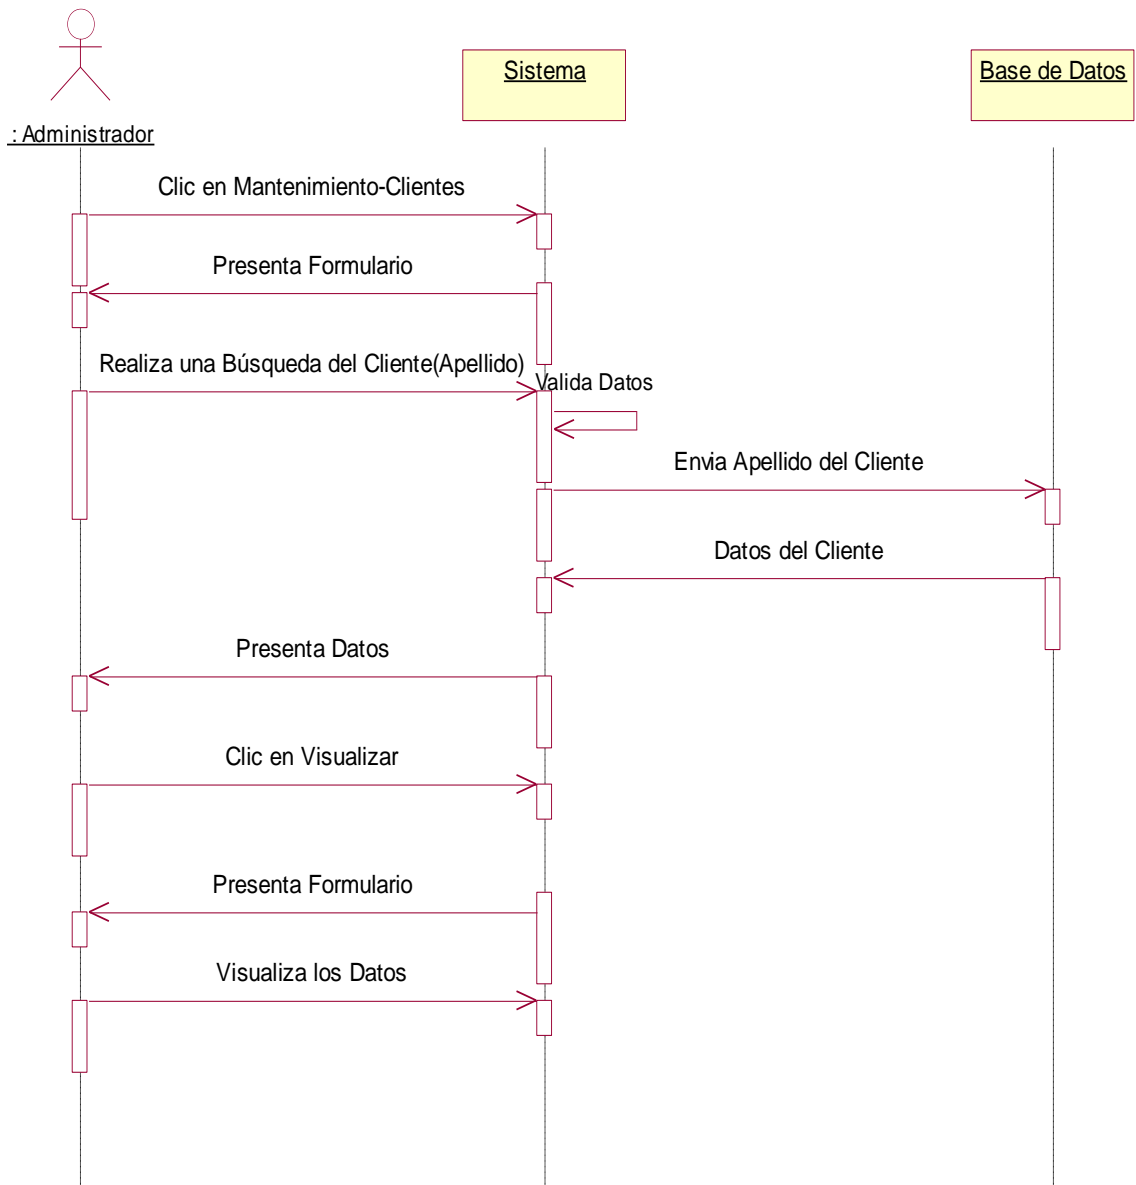 Sistema
Base de Datos
: Administrador
Clic en Mantenimiento-Clientes
Presenta Formulario
Realiza una Búsqueda del Cliente(Apellido)
Valida Datos
Envia Apellido del Cliente
Datos del Cliente
Presenta Datos
Clic en Visualizar
Presenta Formulario
Visualiza los Datos